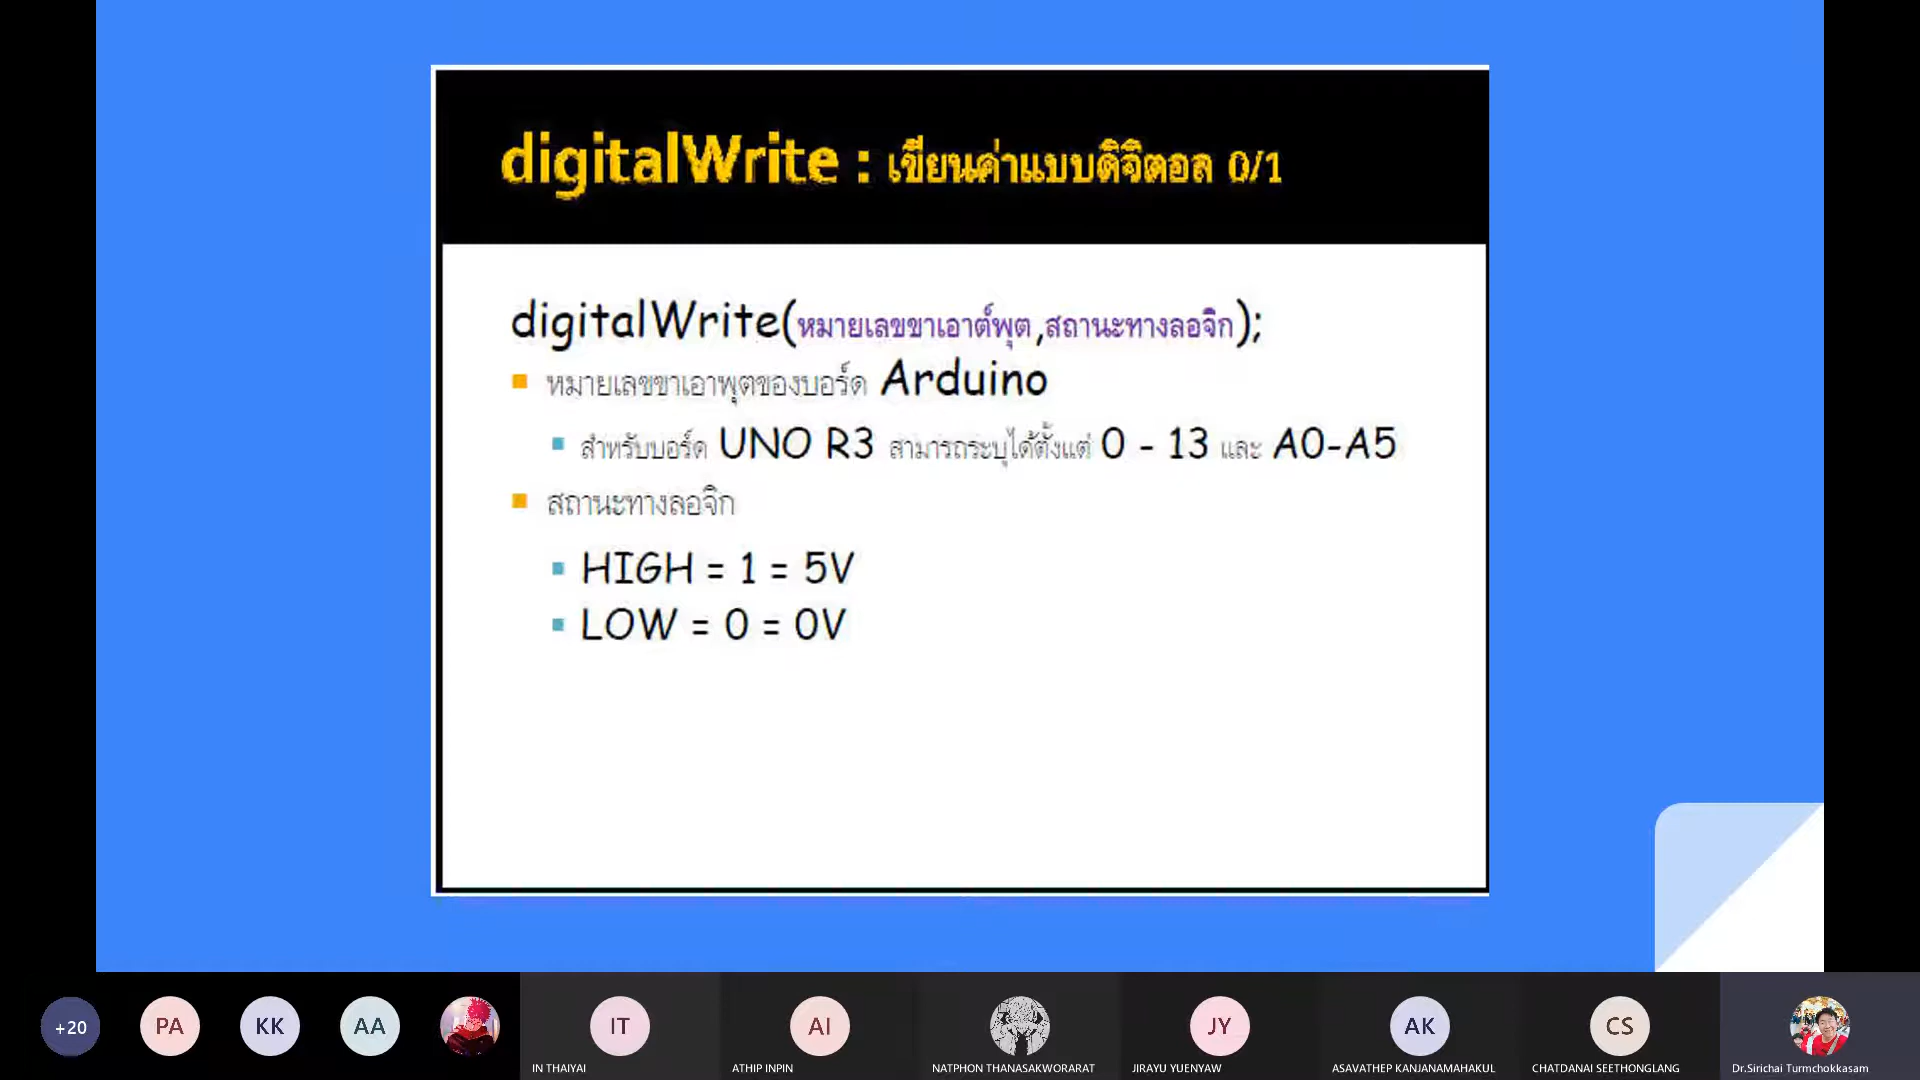 digitalWrite : เขียนค่าแบบดิจิตอล 0/1
digitalWrite(หมายเลขขาเอาต์พุต,สถานะทางลอจิก);
หมายเลขขาเอาพุตของบอร์ด Arduino
สำหรับบอร์ด UNO R3 สามารถระบุได้ตั้งแต่ 0 - 13 และ A0-A5
สถานะทางลอจิก
HIGH = 1 = 5V
LOW = 0 = 0V
+20
PA
KK
AA
IT
AI
JY
AK
CS
IN THAIYAI
ATHIP INPIN
NATPHON THANASAKWORARAT
JIRAYU YUENYAW
ASAVATHEP KANJANAMAHAKUL
CHATDANAI SEETHONGLANG
Dr.Sirichai Turmchokkasam